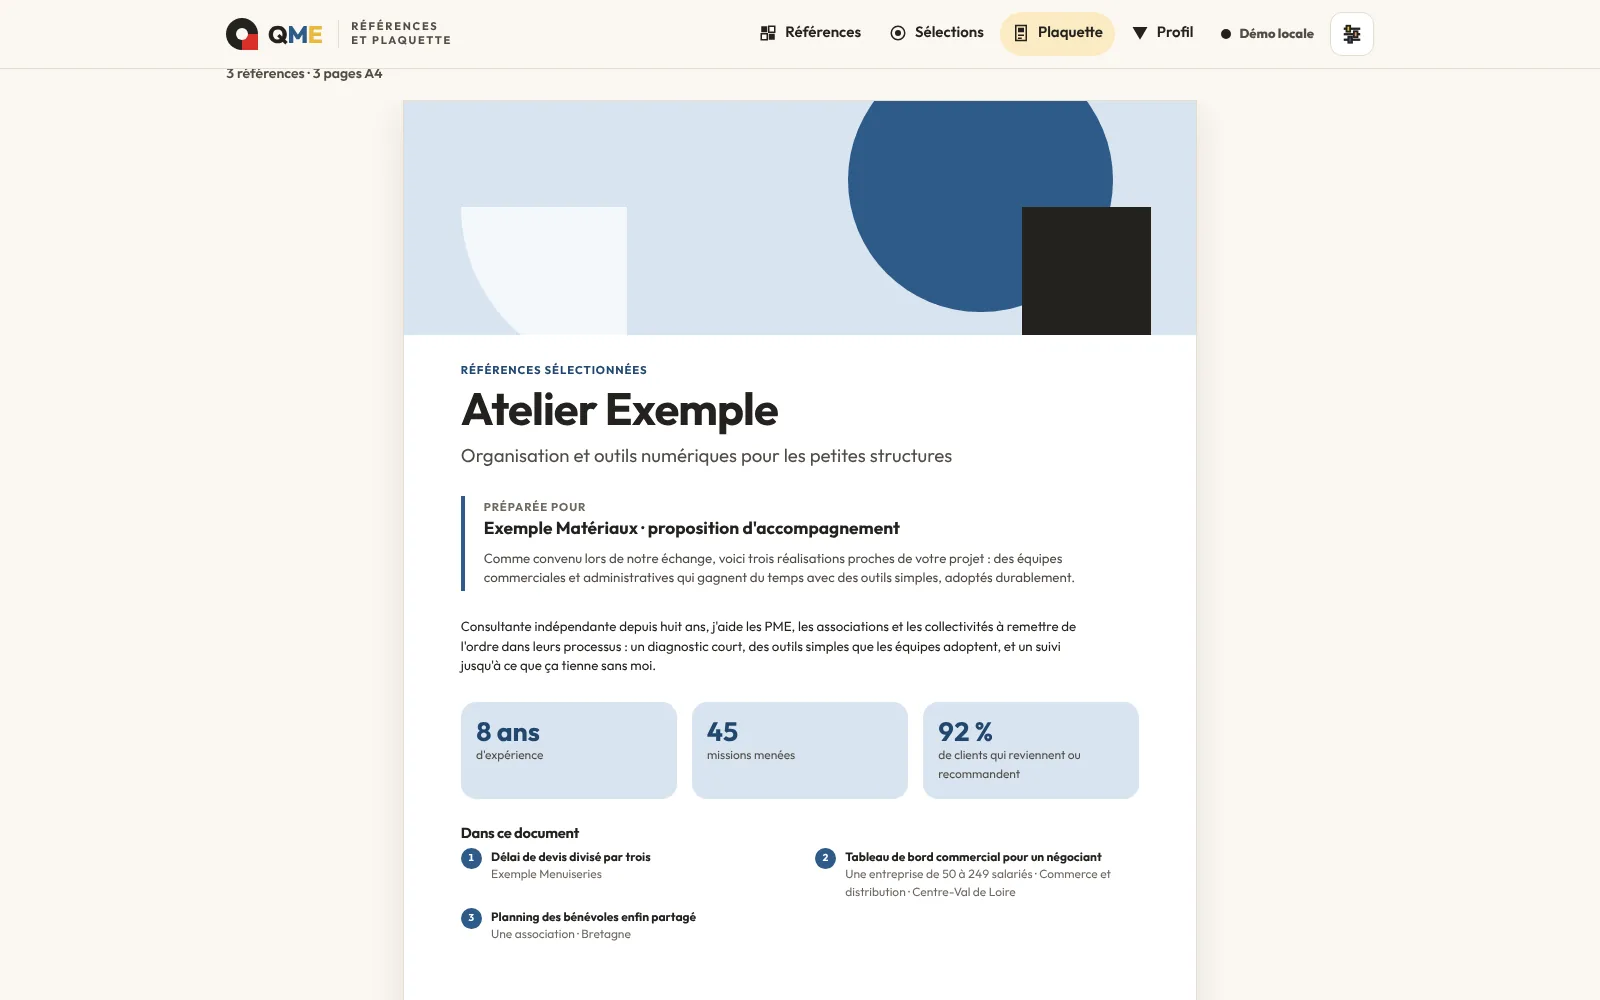 QME
RÉFÉRENCES
ET PLAQUETTE
Références
Sélections
Plaquette
Profil
Démo locale
3 références · 3 pages A4
RÉFÉRENCES SÉLECTIONNÉES
Atelier Exemple
Organisation et outils numériques pour les petites structures
PRÉPARÉE POUR
Exemple Matériaux · proposition d'accompagnement
Comme convenu lors de notre échange, voici trois réalisations proches de votre projet : des équipes
commerciales et administratives qui gagnent du temps avec des outils simples, adoptés durablement.
Consultante indépendante depuis huit ans, j'aide les PME, les associations et les collectivités à remettre de
l'ordre dans leurs processus : un diagnostic court, des outils simples que les équipes adoptent, et un suivi
jusqu'à ce que ça tienne sans moi.
8 ans
d'expérience
45
missions menées
92 %
de clients qui reviennent ou
recommandent
Dans ce document
1 Délai de devis divisé par trois
Exemple Menuiseries
2 Tableau de bord commercial pour un négociant
Une entreprise de 50 à 249 salariés · Commerce et
distribution · Centre-Val de Loire
3 Planning des bénévoles enfin partagé
Une association · Bretagne